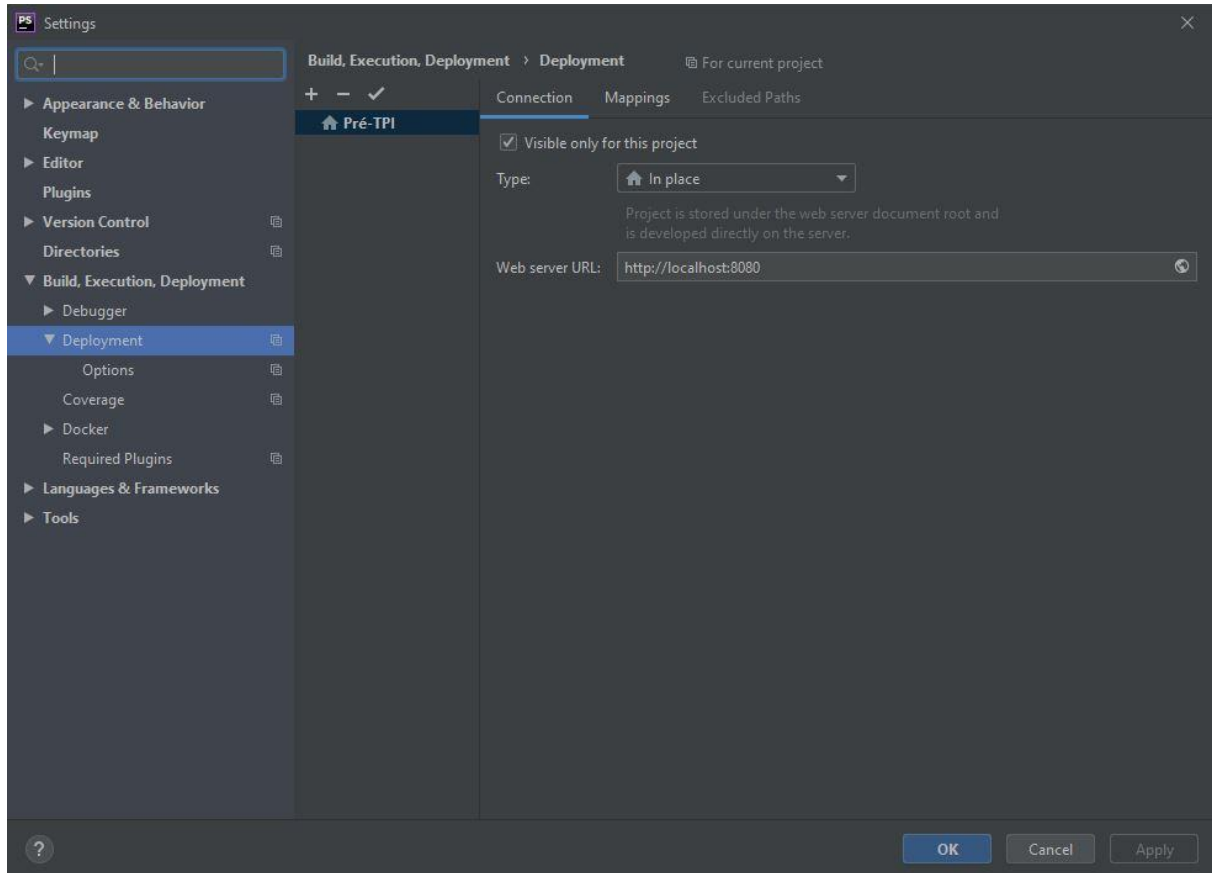 PS Settings
Appearance & Behavior
Keymap
Editor
Plugins
Version Control
Directories
Build, Execution, Deployment
Debugger
Deployment
Options
Coverage
Docker
Required Plugins
Languages & Frameworks
Tools
Build, Execution, Deployment › Deployment
For current project
Pré-TPI
Connection Mappings Excluded Paths
Visible only for this project
Type: In place
Project is stored under the web server document root and
is developed directly on the server.
Web server URL: http://localhost:8080
? OK Cancel Apply